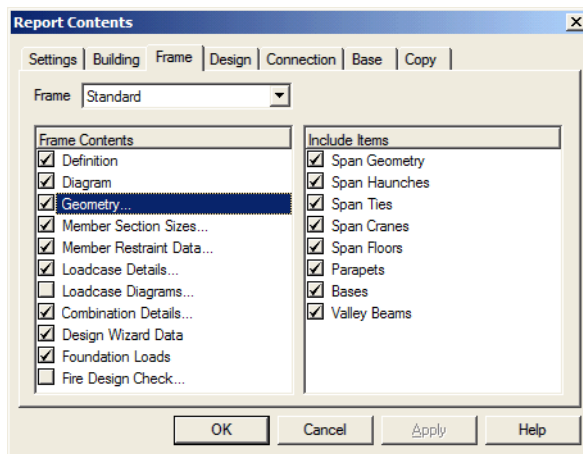 Report Contents
Settings Building Frame Design Connection Base Copy
Frame Standard
Frame Contents
Definition
Diagram
Geometry...
Member Section Sizes...
Member Restraint Data...
Loadcase Details...
Loadcase Diagrams...
Combination Details...
Design Wizard Data
Foundation Loads
Fire Design Check...
Include Items
Span Geometry
Span Haunches
Span Ties
Span Cranes
Span Floors
Parapets
Bases
Valley Beams
OK Cancel Apply Help